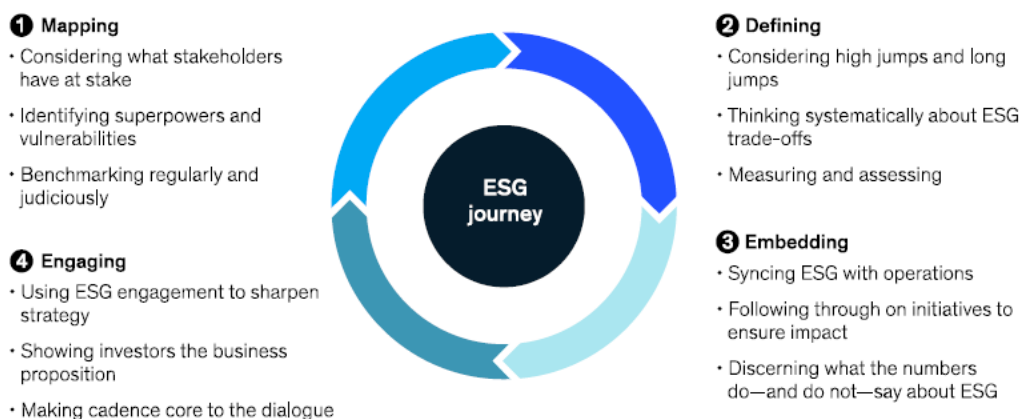 1 Mapping
• Considering what stakeholders
have at stake
• Identifying superpowers and
vulnerabilities
• Benchmarking regularly and
judiciously
2 Defining
• Considering high jumps and long
jumps
• Thinking systematically about ESG
trade-offs
• Measuring and assessing
ESG
journey
3 Embedding
• Syncing ESG with operations
• Following through on initiatives to
ensure impact
• Discerning what the numbers
do—and do not—say about ESG
4 Engaging
• Using ESG engagement to sharpen
strategy
• Showing investors the business
proposition
• Making cadence core to the dialogue